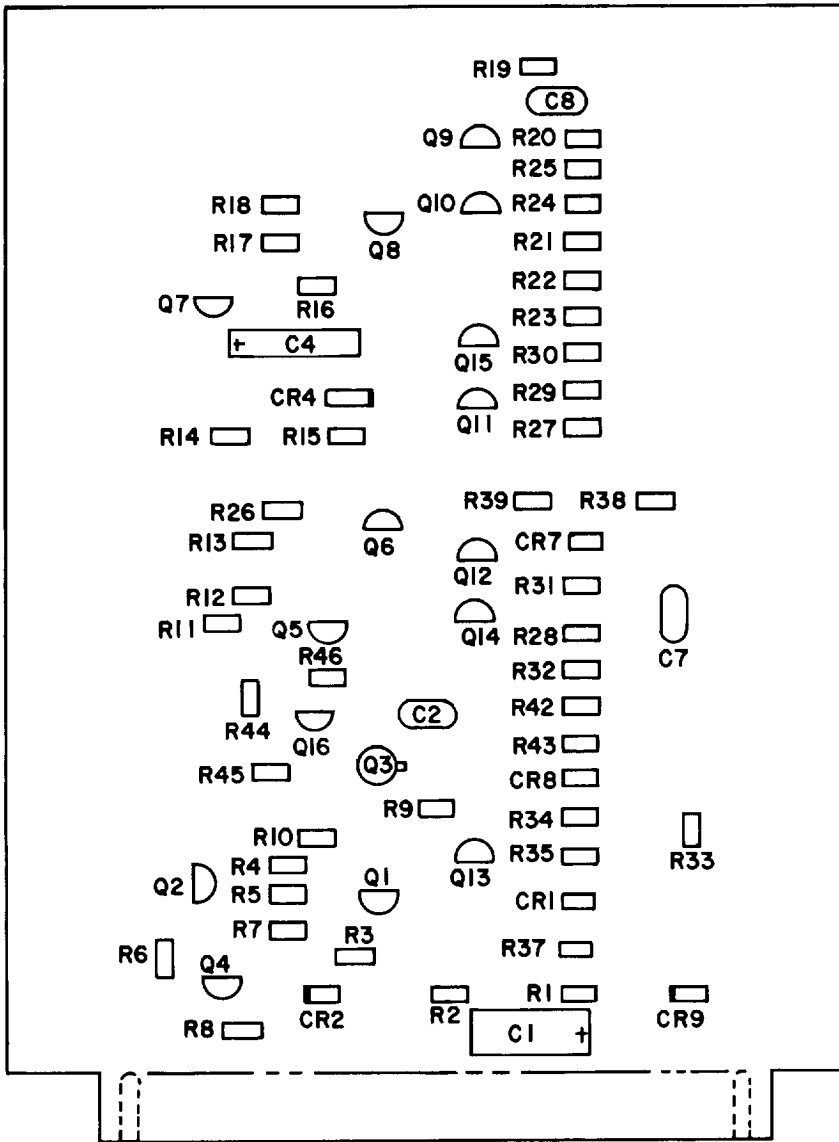 R19
C8
Q9 R20
R25
R18 Q10 R24
R17 Q8 R21
R22
Q7 R16 R23
+ C4 Q15 R30
CR4 Q11 R29
R14 R15 R27
R26 R39 R38
R13 Q6 CR7
Q12
R12 R31
R11 Q5 Q14 R28
R46 C7
R32
R44 C2 R42
Q16 R43
R45 Q3 CR8
R9 R34
R10
R4 Q13 R35 R33
Q2 R5 Q1 CR1
R7 R3 R37
R6 Q4
CR2 R2 R1 CR9
R8 C1 +